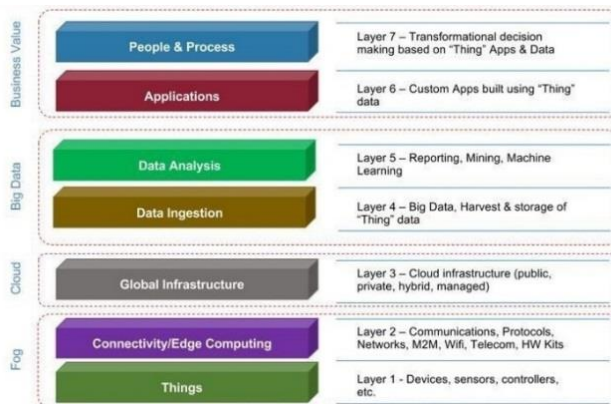 Business Value
People & Process
Layer 7 – Transformational decision
making based on “Thing” Apps & Data
Applications
Layer 6 – Custom Apps built using “Thing”
data
Big Data
Data Analysis
Layer 5 – Reporting, Mining, Machine
Learning
Data Ingestion
Layer 4 – Big Data, Harvest & storage of
“Thing” data
Cloud
Global Infrastructure
Layer 3 – Cloud infrastructure (public,
private, hybrid, managed)
Fog
Connectivity/Edge Computing
Layer 2 – Communications, Protocols,
Networks, M2M, Wifi, Telecom, HW Kits
Things
Layer 1 - Devices, sensors, controllers,
etc.